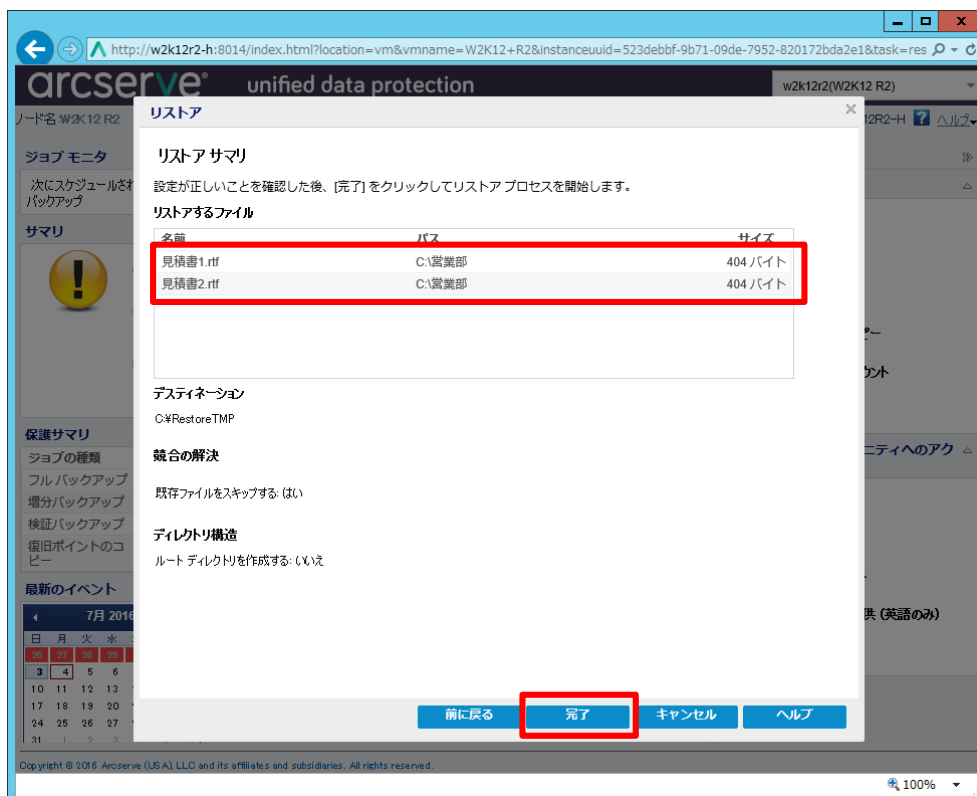 http://w2k12r2-h:8014/index.html?location=vm&vmname=W2K12+R2&instanceuuid=523debbf-9b71-09de-7952-820172bda2e1&task=res
arcserve® unified data protection
w2k12r2(W2K12 R2)
ノード名:W2K12 R2
12R2-H ? ヘルプ
リストア
ジョブ モニタ
リストア サマリ
次にスケジュールされ
バックアップ
設定が正しいことを確認した後、[完了] をクリックしてリストア プロセスを開始します。
リストアするファイル
サマリ
名前 パス サイズ
見積書1.rtf C:\営業部 404 バイト
見積書2.rtf C:\営業部 404 バイト
ピー
ウント
デスティネーション
C:¥RestoreTMP
保護サマリ
競合の解決
ニティへのアク
ジョブの種類
フル バックアップ
既存ファイルをスキップする: はい
増分バックアップ
検証バックアップ
ディレクトリ構造
復旧ポイントのコ
ピー
ルート ディレクトリを作成する: いいえ
最新のイベント
7月 2016
供 (英語のみ)
日 月 火 水
26 27 28 29
3 4 5 6
10 11 12 13
17 18 19 20
24 25 26 27
31 1 2 3
前に戻る 完了 キャンセル ヘルプ
Copyright © 2016 Arcserve (USA), LLC and its affiliates and subsidiaries. All rights reserved.
100%